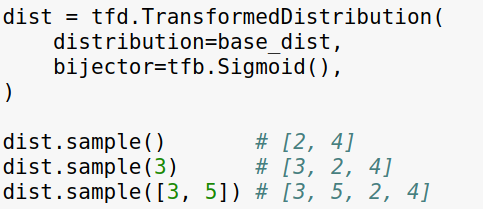 dist = tfd.TransformedDistribution(
    distribution=base_dist,
    bijector=tfb.Sigmoid(),
)

dist.sample()       # [2, 4]
dist.sample(3)      # [3, 2, 4]
dist.sample([3, 5]) # [3, 5, 2, 4]